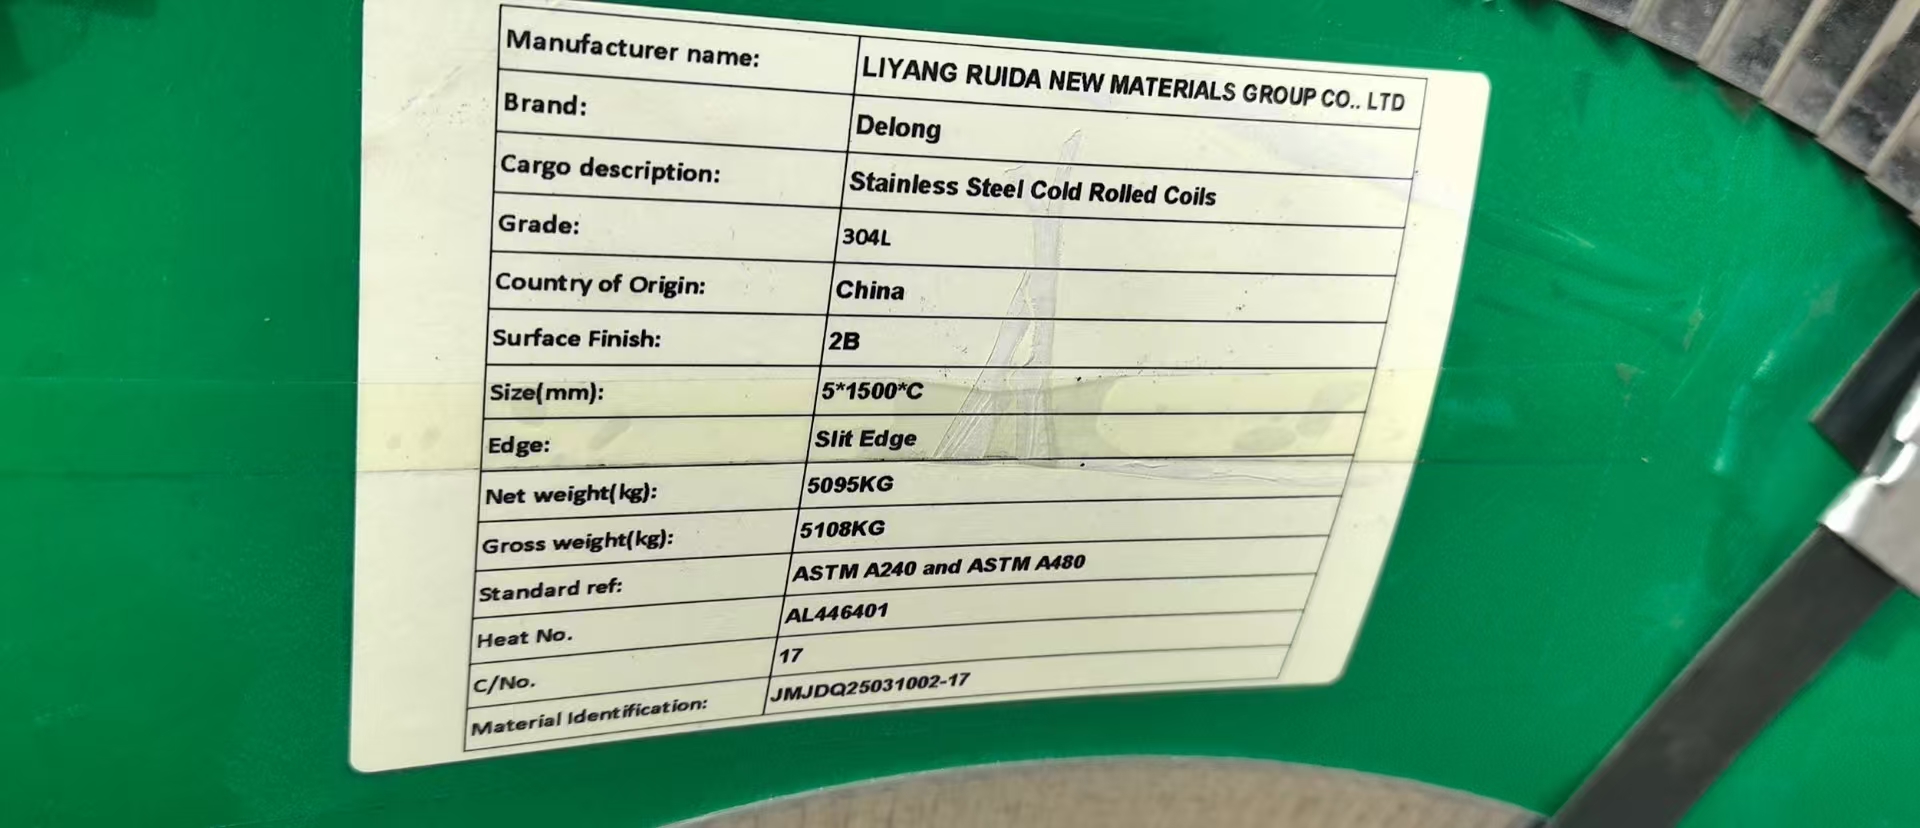 Manufacturer name: LIYANG RUIDA NEW MATERIALS GROUP CO.. LTD
Brand: Delong
Cargo description: Stainless Steel Cold Rolled Coils
Grade: 304L
Country of Origin: China
Surface Finish: 2B
Size(mm): 5*1500*C
Edge: Slit Edge
Net weight(kg): 5095KG
Gross weight(kg): 5108KG
Standard ref: ASTM A240 and ASTM A480
Heat No. AL446401
C/No. 17
Material Identification: JMJDQ25031002-17